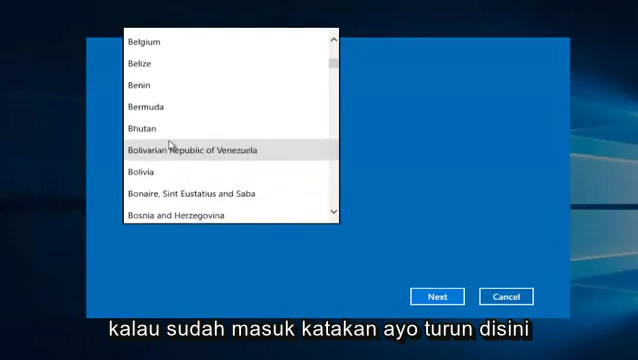 Belgium
Belize
Benin
Bermuda
Bhutan
Bolivarian Republic of Venezuela
Bolivia
Bonaire, Sint Eustatius and Saba
Bosnia and Herzegovina
Next
Cancel
kalau sudah masuk katakan ayo turun disini